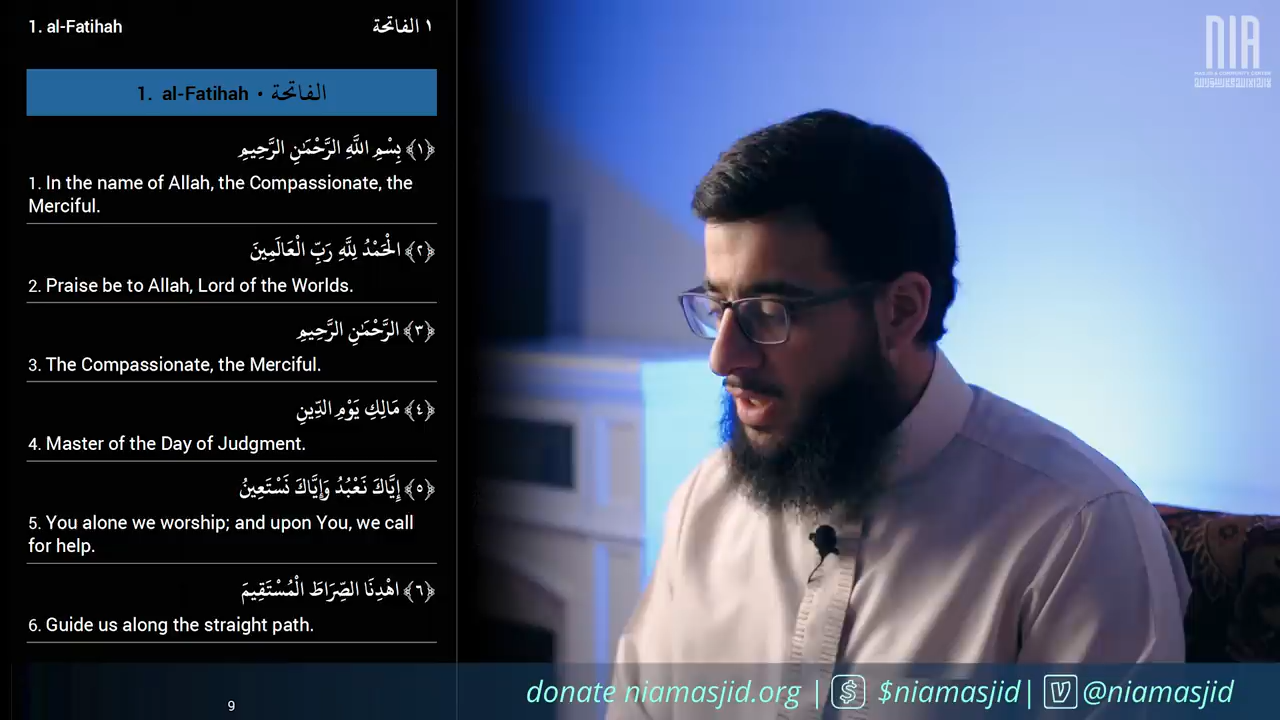 1. al-Fatihah
١ الفاتحة
1. al-Fatihah • الفاتحة
﴿١﴾ بِسْمِ اللَّهِ الرَّحْمَٰنِ الرَّحِيمِ
1. In the name of Allah, the Compassionate, the
Merciful.
﴿٢﴾ الْحَمْدُ لِلَّهِ رَبِّ الْعَالَمِينَ
2. Praise be to Allah, Lord of the Worlds.
﴿٣﴾ الرَّحْمَٰنِ الرَّحِيمِ
3. The Compassionate, the Merciful.
﴿٤﴾ مَالِكِ يَوْمِ الدِّينِ
4. Master of the Day of Judgment.
﴿٥﴾ إِيَّاكَ نَعْبُدُ وَإِيَّاكَ نَسْتَعِينُ
5. You alone we worship; and upon You, we call
for help.
﴿٦﴾ اهْدِنَا الصِّرَاطَ الْمُسْتَقِيمَ
6. Guide us along the straight path.
9
NIA
MASJID & COMMUNITY CENTER
donate niamasjid.org | $ $niamasjid | V @niamasjid